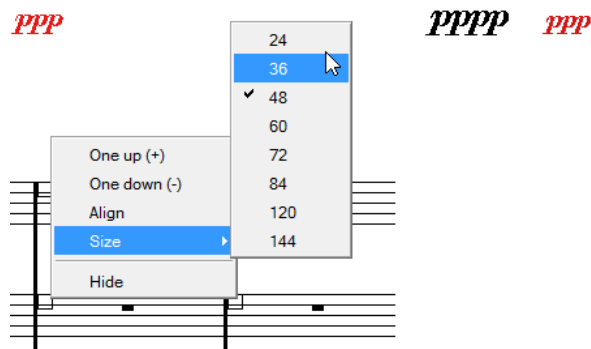 ppp
pppp ppp
24
36
48
60
72
84
120
144
One up (+)
One down (-)
Align
Size
Hide